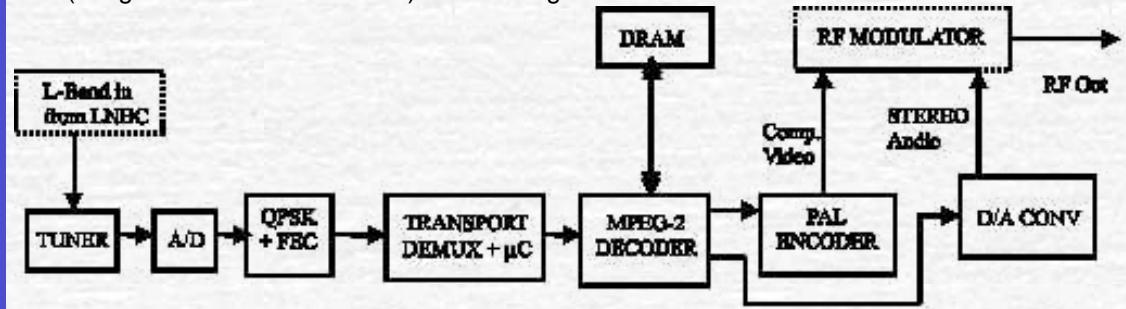 DRAM
RF MODULATOR
L-Band in
from LNBC
RF Out
Comp.
Video
STEREO
Audio
TUNER
A/D
QPSK
+ FEC
TRANSPORT
DEMUX + µC
MPEG-2
DECODER
PAL
ENCODER
D/A CONV